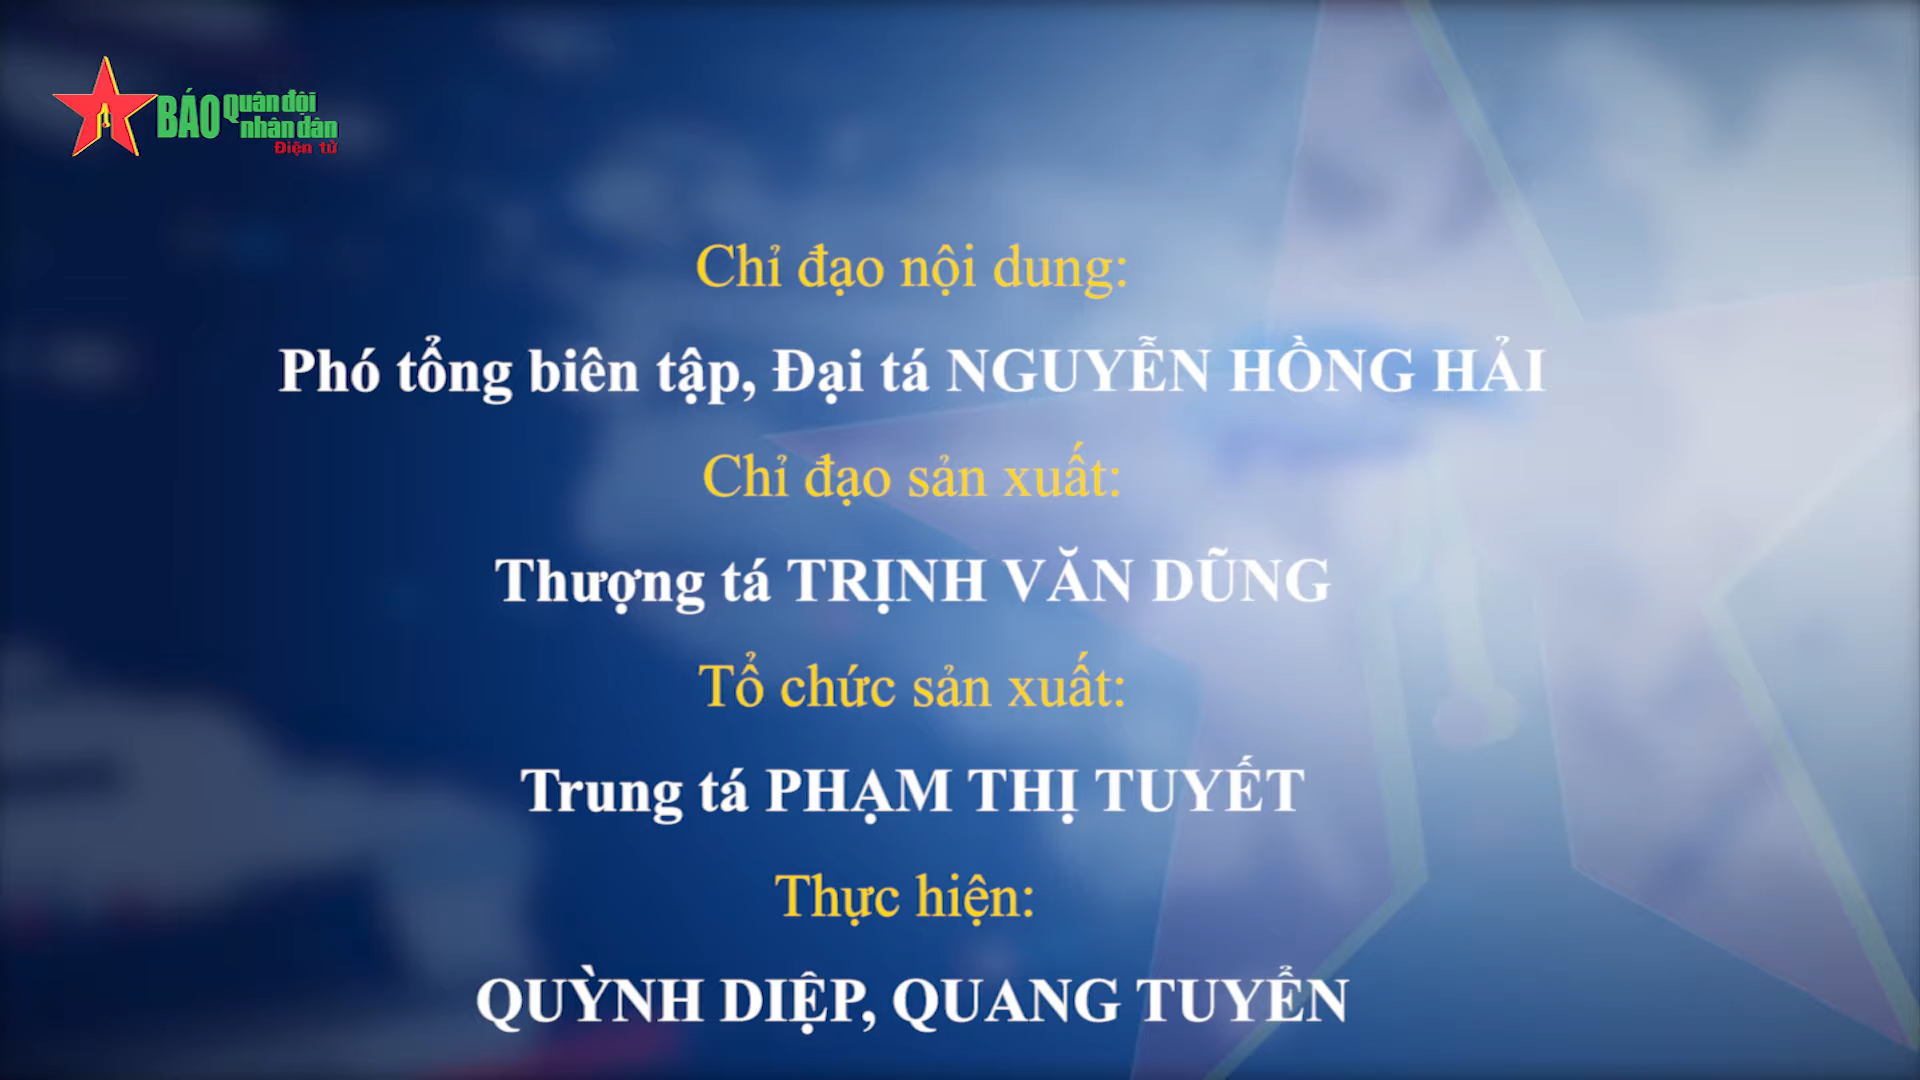 BÁO Quân đội
nhân dân
Điện tử
Chỉ đạo nội dung:
Phó tổng biên tập, Đại tá NGUYỄN HỒNG HẢI
Chỉ đạo sản xuất:
Thượng tá TRỊNH VĂN DŨNG
Tổ chức sản xuất:
Trung tá PHẠM THỊ TUYẾT
Thực hiện:
QUỲNH DIỆP, QUANG TUYỂN